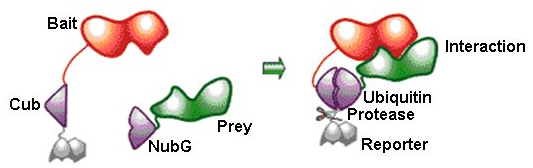 Bait
Cub
NubG
Prey
Interaction
Ubiquitin
Protease
Reporter